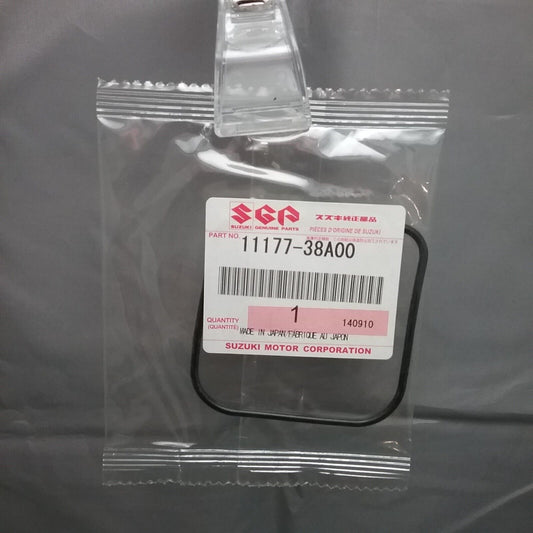 SGP スズキ純正部品
SUZUKI GENUINE PARTS PIÈCES D'ORIGINE DE SUZUKI
PART NO. 11177-38A00
QUANTITY 1 140910
(QUANTITÉ)
MADE IN JAPAN/FABRIQUE AU JAPON
SUZUKI MOTOR CORPORATION